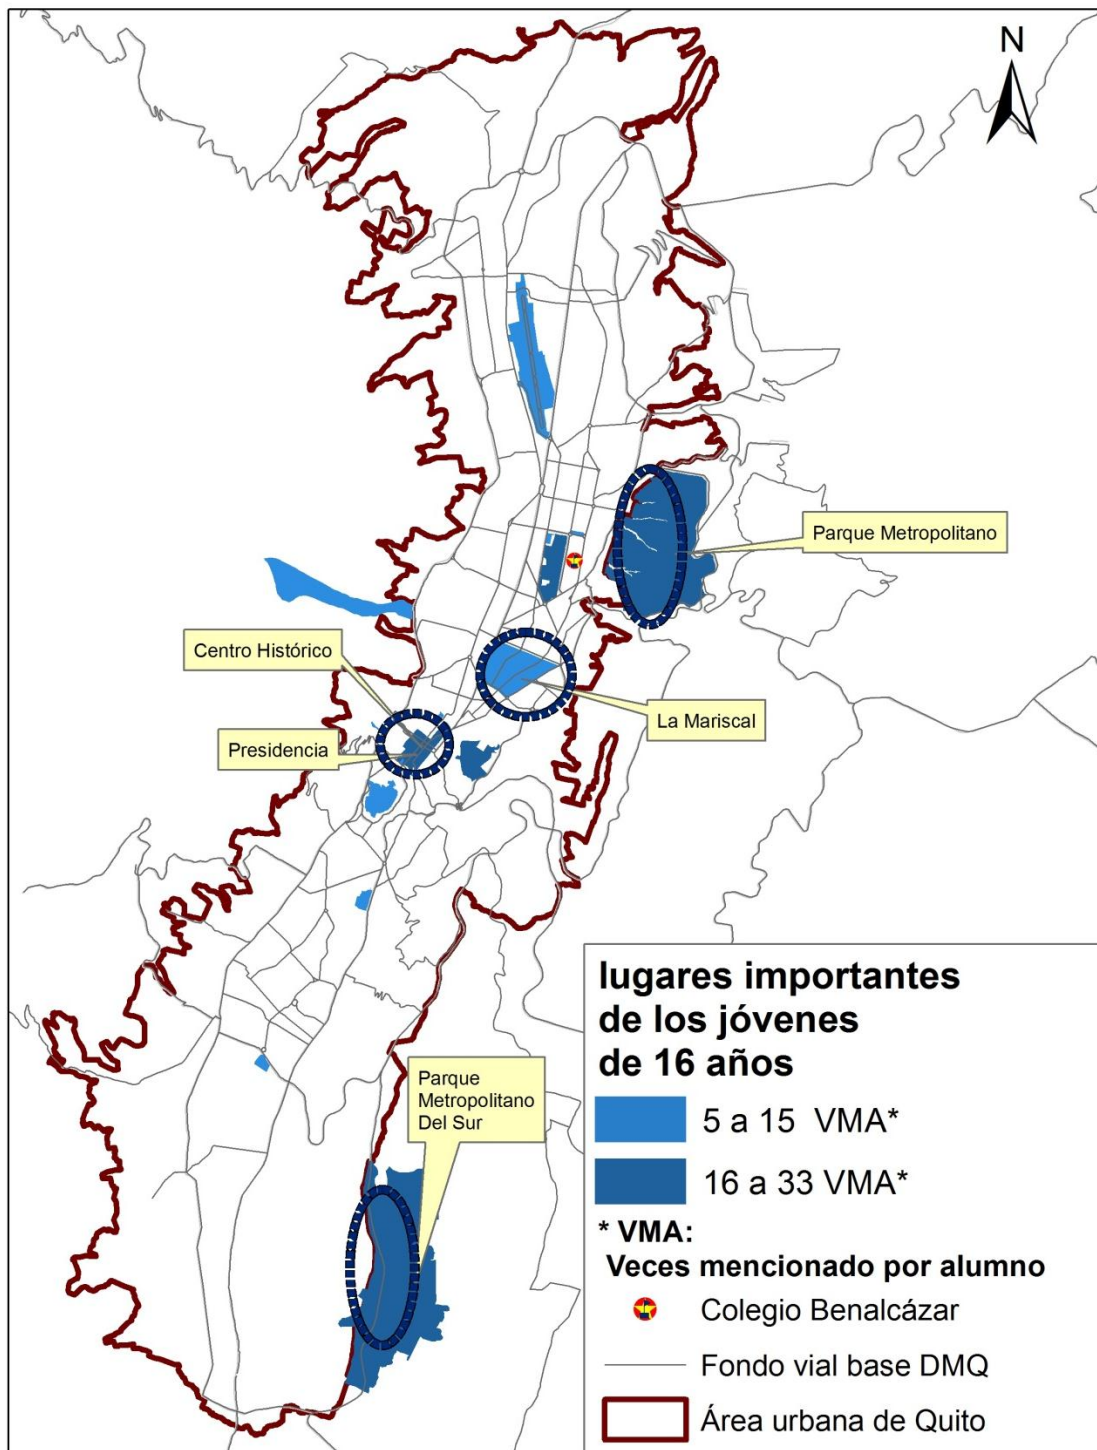 N
Parque Metropolitano
Centro Histórico
La Mariscal
Presidencia
Parque
Metropolitano
Del Sur
lugares importantes
de los jóvenes
de 16 años
5 a 15 VMA*
16 a 33 VMA*
* VMA:
Veces mencionado por alumno
Colegio Benalcázar
Fondo vial base DMQ
Área urbana de Quito